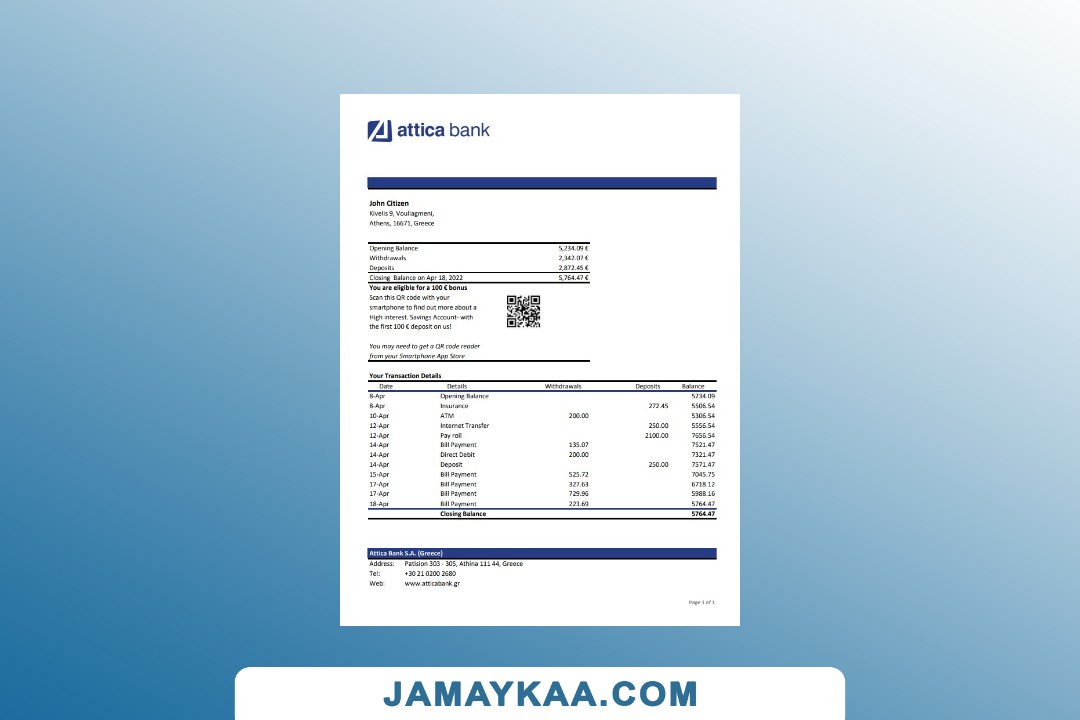 attica bank
John Citizen
Kivelis 9, Vouliagmeni,
Athens, 16671, Greece
Opening Balance 5,234.09 €
Withdrawals 2,342.07 €
Deposits 2,872.45 €
Closing Balance on Apr 18, 2022 5,764.47 €
You are eligible for a 100 € bonus
Scan this QR code with your
smartphone to find out more about a
High interest. Savings Account- with
the first 100 € deposit on us!
You may need to get a QR code reader
from your Smartphone App Store
Your Transaction Details
Date Details Withdrawals Deposits Balance
8-Apr Opening Balance 5234.09
8-Apr Insurance 272.45 5506.54
10-Apr ATM 200.00 5306.54
12-Apr Internet Transfer 250.00 5556.54
12-Apr Pay roll 2100.00 7656.54
14-Apr Bill Payment 135.07 7521.47
14-Apr Direct Debit 200.00 7321.47
14-Apr Deposit 250.00 7571.47
15-Apr Bill Payment 525.72 7045.75
17-Apr Bill Payment 327.63 6718.12
17-Apr Bill Payment 729.96 5988.16
18-Apr Bill Payment 223.69 5764.47
Closing Balance 5764.47
Attica Bank S.A. (Greece)
Address: Patision 303 - 305, Athina 111 44, Greece
Tel: +30 21 0200 2680
Web: www.atticabank.gr
Page 1 of 1
JAMAYKAA.COM